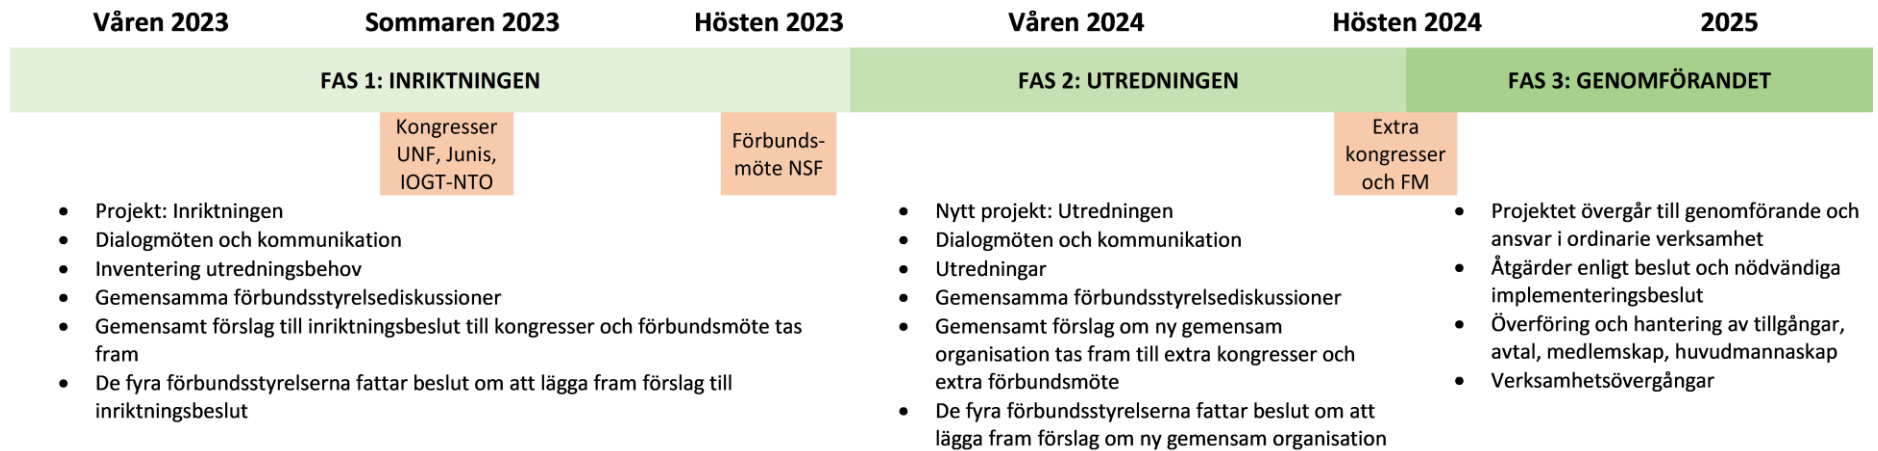 Våren 2023
Sommaren 2023
Hösten 2023
Våren 2024
Hösten 2024
2025
FAS 1: INRIKTNINGEN
FAS 2: UTREDNINGEN
FAS 3: GENOMFÖRANDET
Kongresser
UNF, Junis,
IOGT-NTO
Förbunds-
möte NSF
Extra
kongresser
och FM
• Projekt: Inriktningen
• Dialogmöten och kommunikation
• Inventering utredningsbehov
• Gemensamma förbundsstyrelsediskussioner
• Gemensamt förslag till inriktningsbeslut till kongresser och förbundsmöte tas
fram
• De fyra förbundsstyrelserna fattar beslut om att lägga fram förslag till
inriktningsbeslut
• Nytt projekt: Utredningen
• Dialogmöten och kommunikation
• Utredningar
• Gemensamma förbundsstyrelsediskussioner
• Gemensamt förslag om ny gemensam
organisation tas fram till extra kongresser och
extra förbundsmöte
• De fyra förbundsstyrelserna fattar beslut om att
lägga fram förslag om ny gemensam organisation
• Projektet övergår till genomförande och
ansvar i ordinarie verksamhet
• Åtgärder enligt beslut och nödvändiga
implementeringsbeslut
• Överföring och hantering av tillgångar,
avtal, medlemskap, huvudmannaskap
• Verksamhetsövergångar